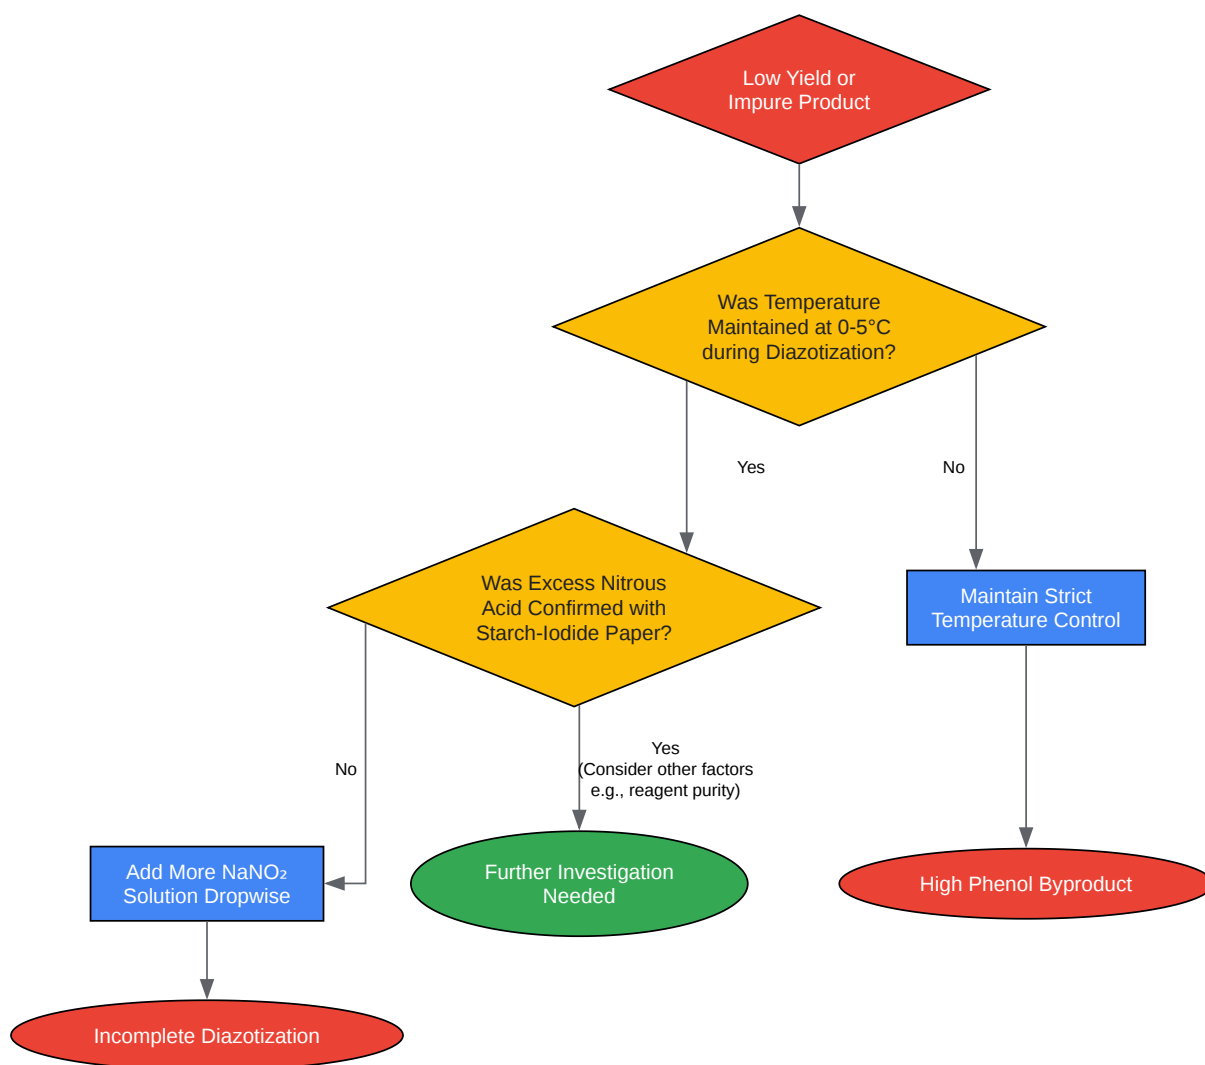 Low Yield or
Impure Product
Was Temperature
Maintained at 0-5°C
during Diazotization?
Yes
No
Was Excess Nitrous
Acid Confirmed with
Starch-Iodide Paper?
Maintain Strict
Temperature Control
No
Yes
(Consider other factors
e.g., reagent purity)
Add More NaNO₂
Solution Dropwise
Further Investigation
Needed
High Phenol Byproduct
Incomplete Diazotization